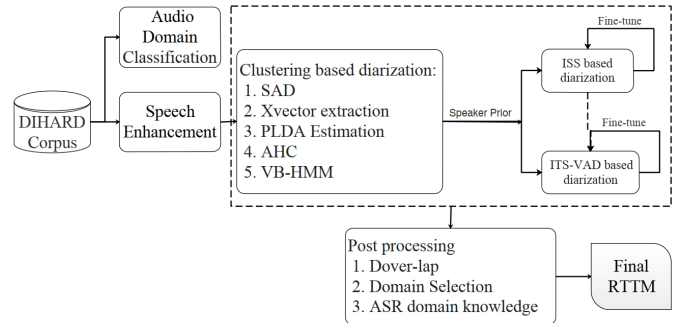 Audio
Domain
Classification
DIHARD
Corpus
Speech
Enhancement
Clustering based diarization:
1. SAD
2. Xvector extraction
3. PLDA Estimation
4. AHC
5. VB-HMM
Speaker Prior
Fine-tune
ISS based
diarization
Fine-tune
ITS-VAD based
diarization
Post processing
1. Dover-lap
2. Domain Selection
3. ASR domain knowledge
Final
RTTM